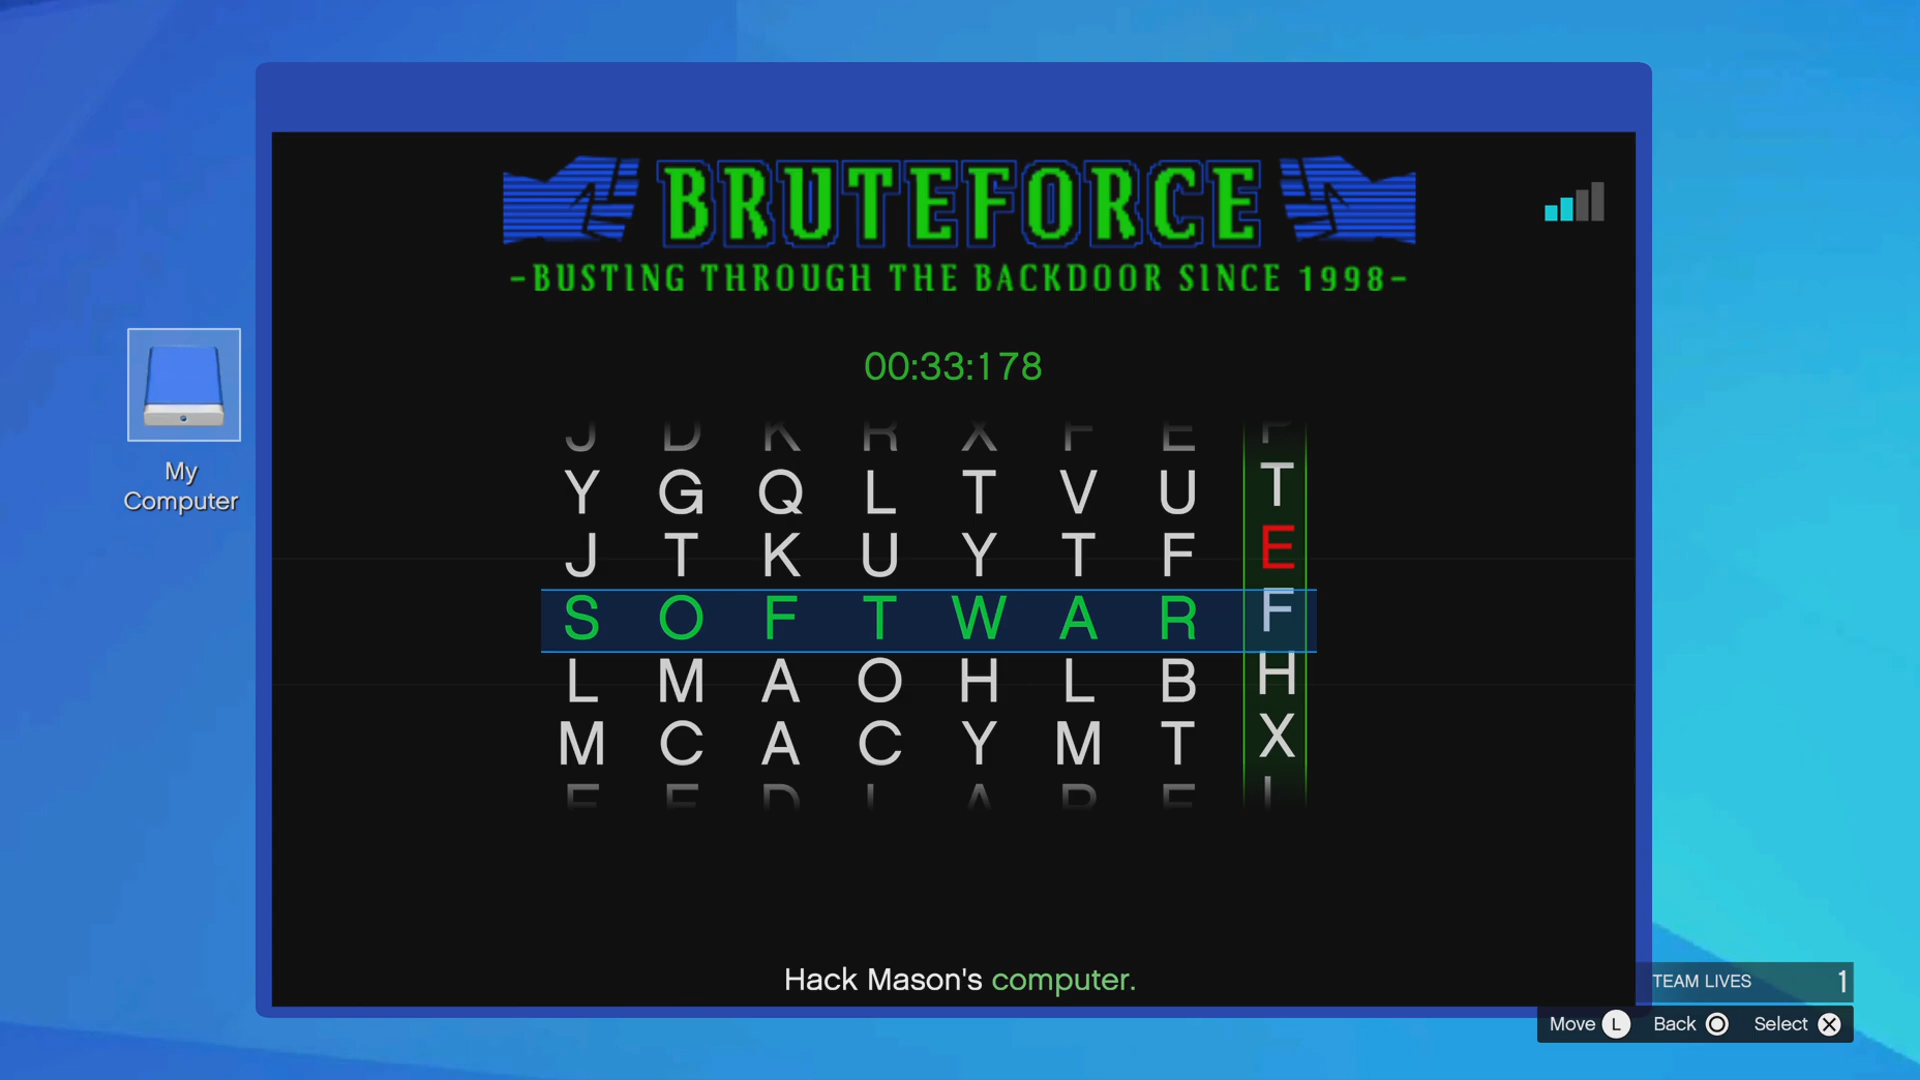 BRUTEFORCE
-BUSTING THROUGH THE BACKDOOR SINCE 1998-
00:33:178
J D K R X F E
Y G Q L T V U T
J T K U Y T F E
S O F T W A R F
L M A O H L B H
M C A C Y M T X
My
Computer
Hack Mason's computer.
TEAM LIVES 1
Move L Back Select